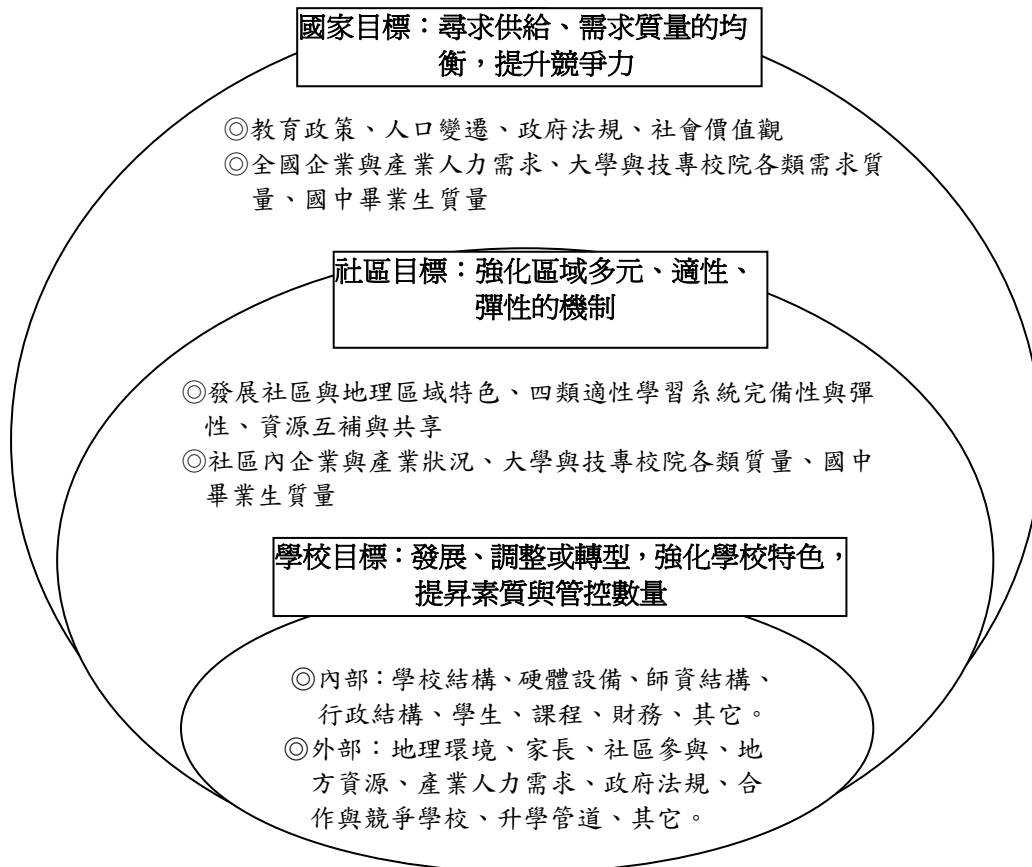 國家目標：尋求供給、需求質量的均
衡，提升競爭力
◎教育政策、人口變遷、政府法規、社會價值觀
◎全國企業與產業人力需求、大學與技專校院各類需求質
量、國中畢業生質量
社區目標：強化區域多元、適性、
彈性的機制
◎發展社區與地理區域特色、四類適性學習系統完備性與彈
性、資源互補與共享
◎社區內企業與產業狀況、大學與技專校院各類質量、國中
畢業生質量
學校目標：發展、調整或轉型，強化學校特色，
提昇素質與管控數量
◎內部：學校結構、硬體設備、師資結構、
行政結構、學生、課程、財務、其它。
◎外部：地理環境、家長、社區參與、地
方資源、產業人力需求、政府法規、合
作與競爭學校、升學管道、其它。